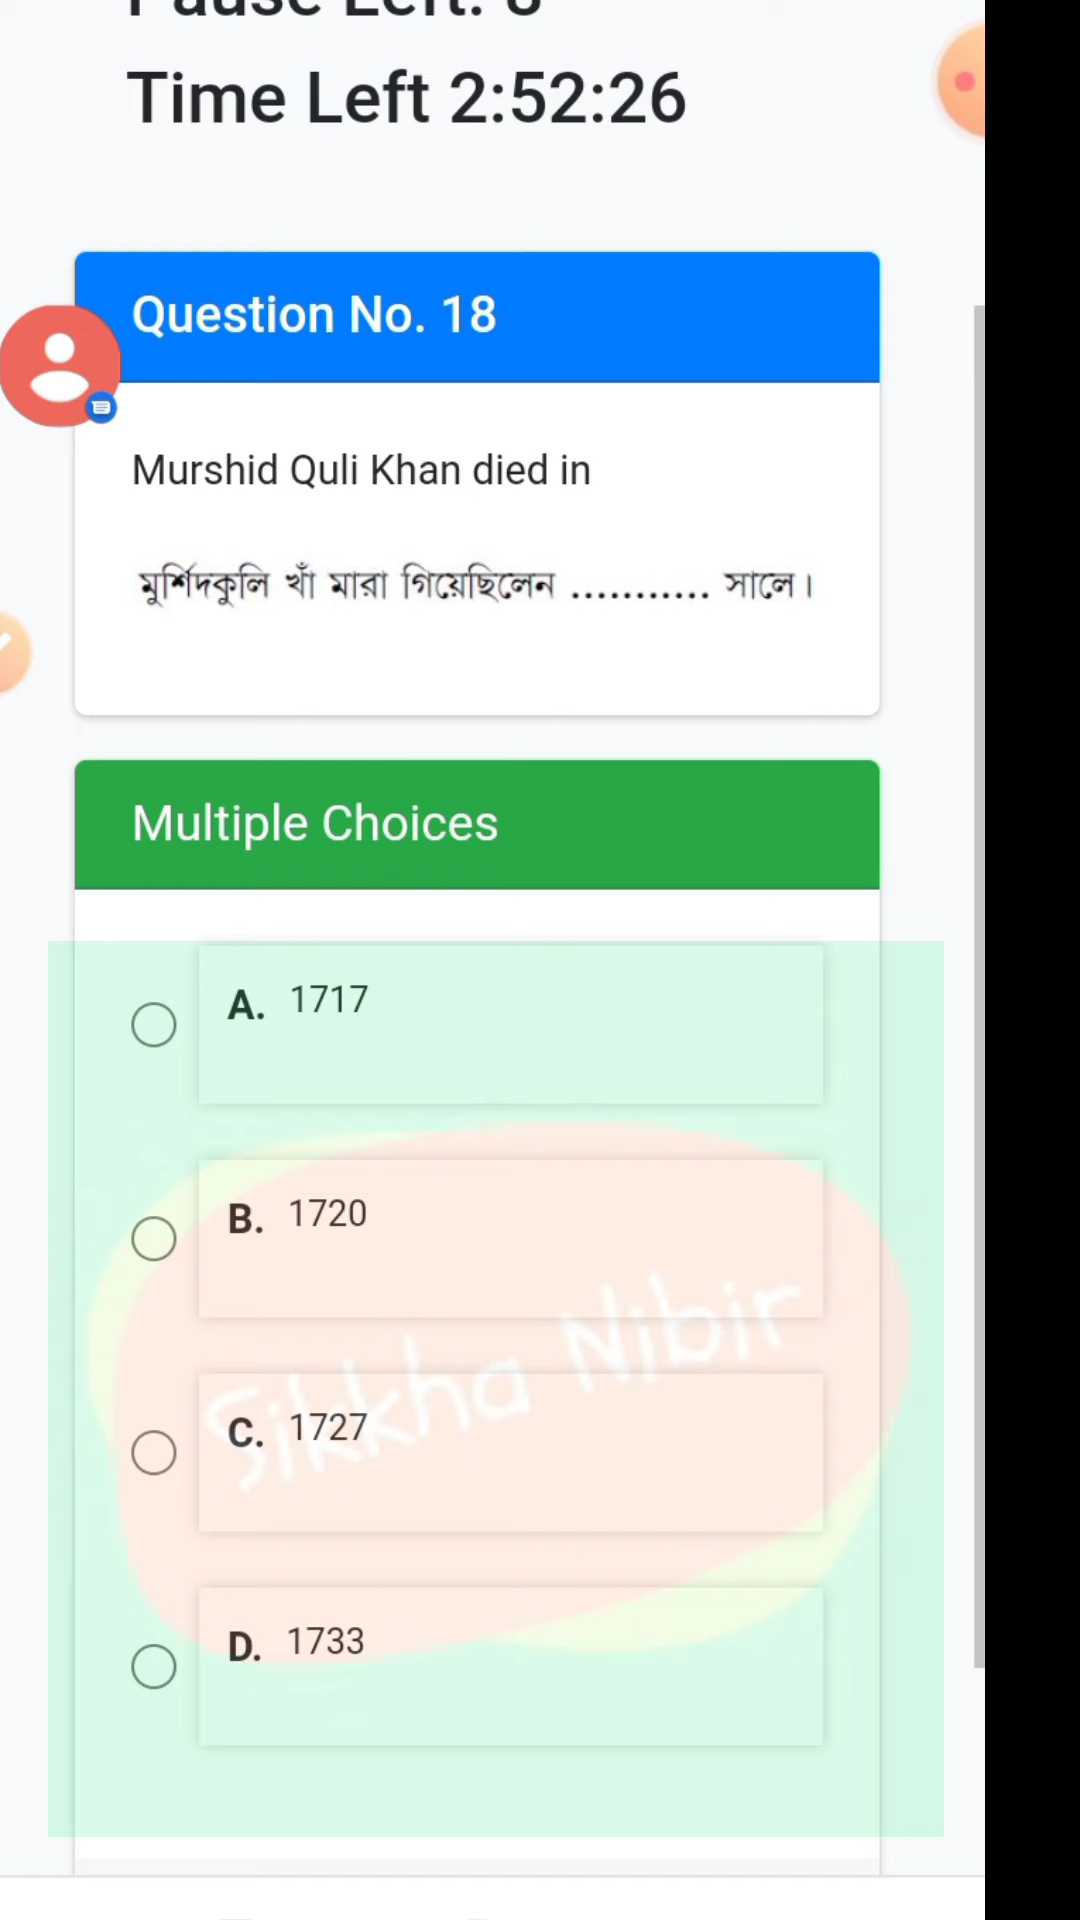 Time Left 2:52:26
Question No. 18
Murshid Quli Khan died in
মুর্শিদকুলি খাঁ মারা গিয়েছিলেন ........... সালে।
Multiple Choices
A. 1717
B. 1720
Sikkha Nibir
C. 1727
D. 1733